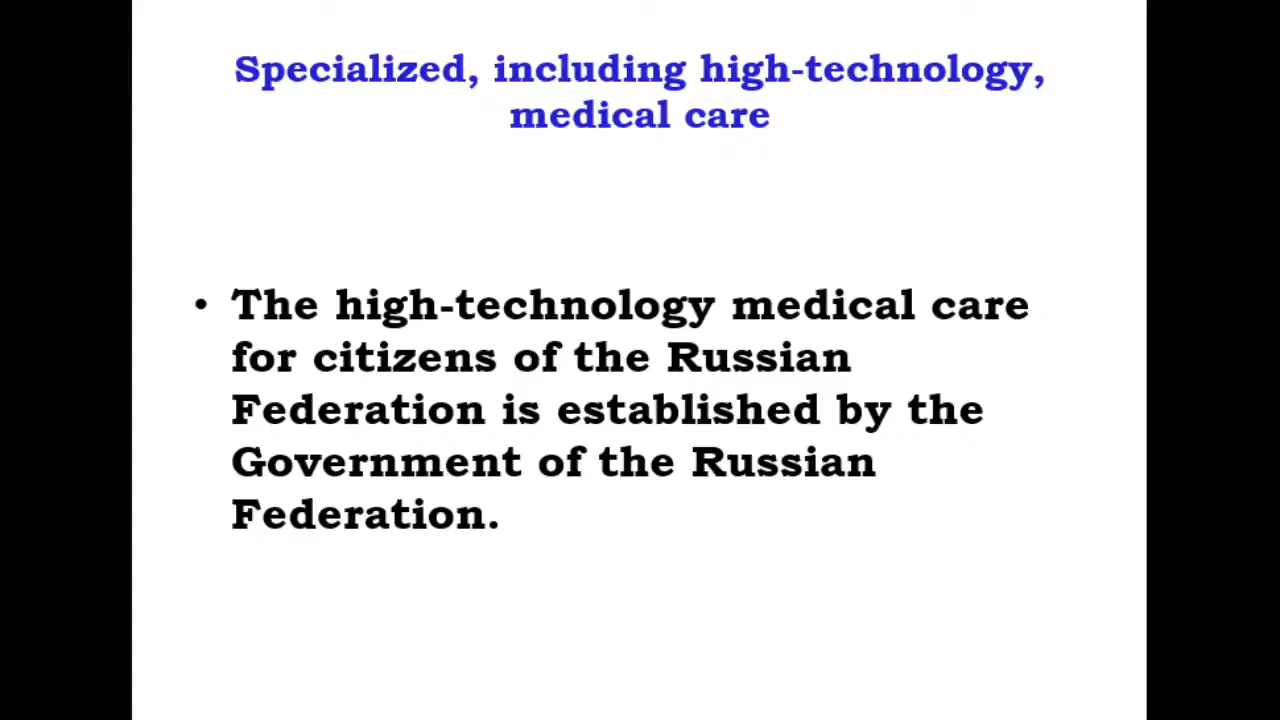 Specialized, including high-technology,
medical care
• The high-technology medical care
for citizens of the Russian
Federation is established by the
Government of the Russian
Federation.